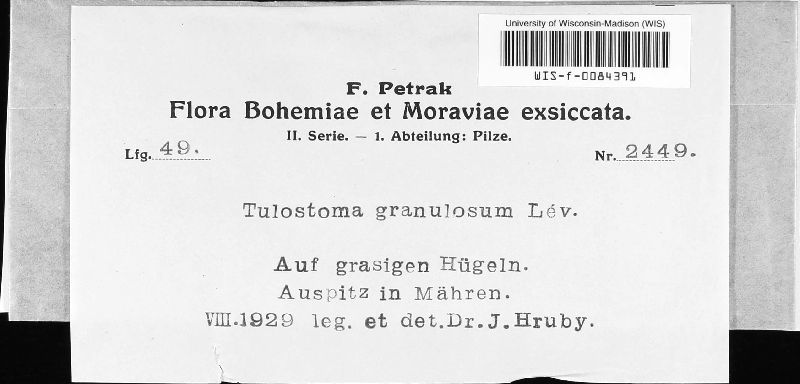 University of Wisconsin-Madison (WIS)
WIS-f-0084391
F. Petrak
Flora Bohemiae et Moraviae exsiccata.
II. Serie. — 1. Abteilung: Pilze.
Lfg. 49. Nr. 2449.
Tulostoma granulosum Lév.
Auf grasigen Hügeln.
Auspitz in Mähren.
VIII.1929 leg. et det.Dr.J.Hruby.